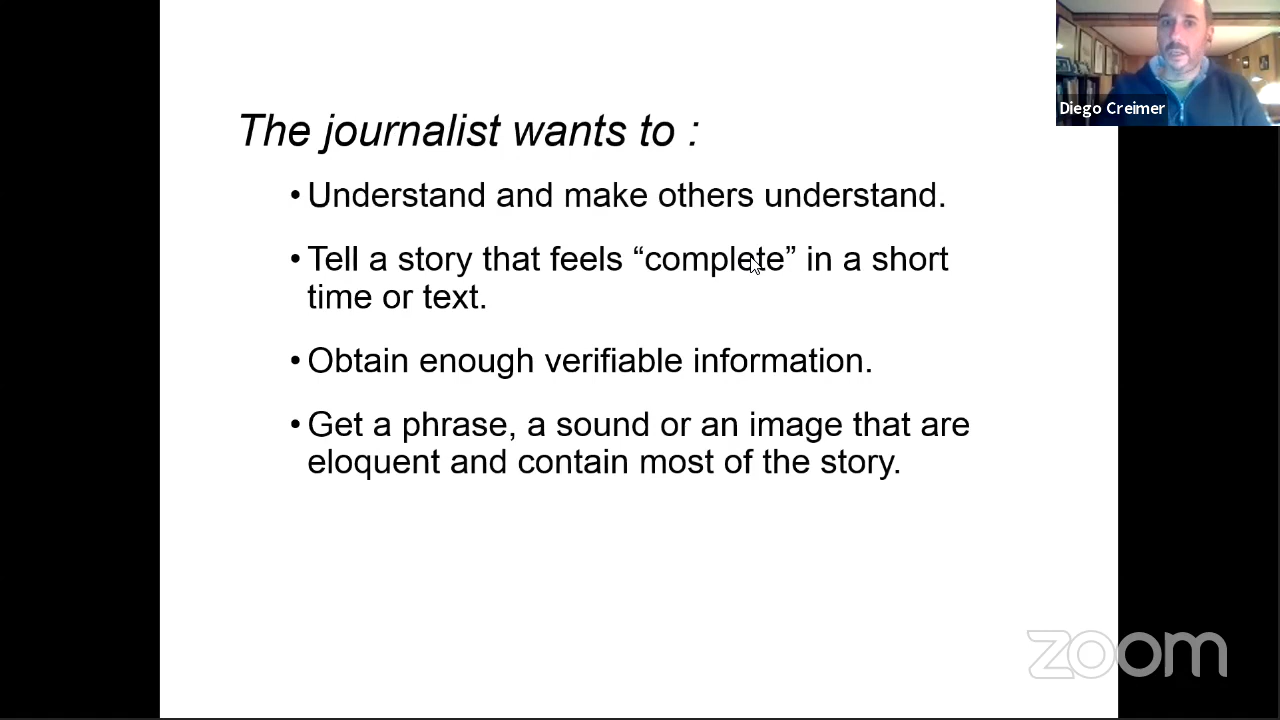 The journalist wants to :
• Understand and make others understand.
• Tell a story that feels “complete” in a short
time or text.
• Obtain enough verifiable information.
• Get a phrase, a sound or an image that are
eloquent and contain most of the story.
Diego Creimer
zoom